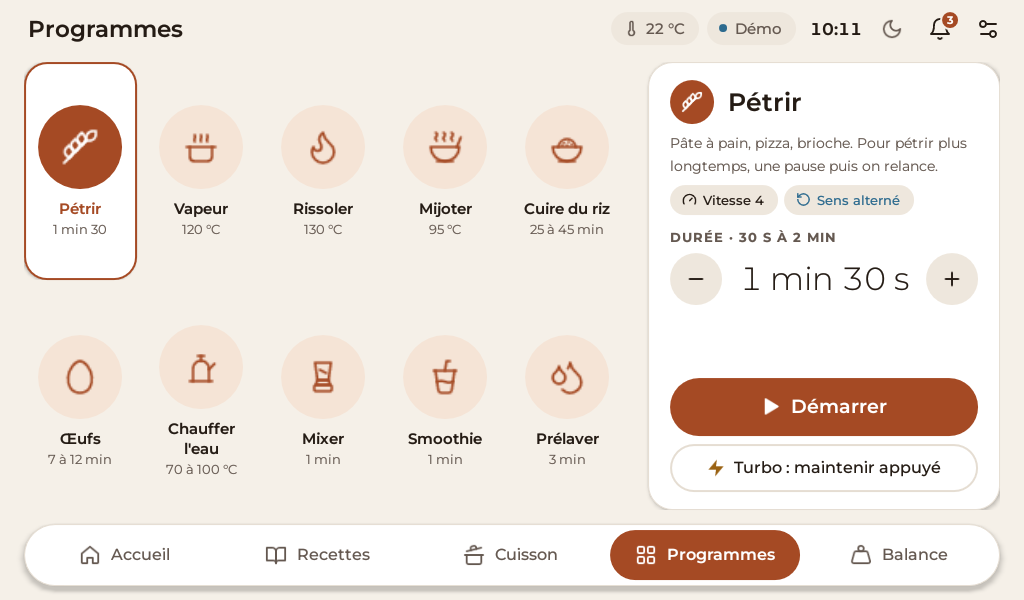 Programmes
22 °C
Démo
10:11
3
Pétrir
1 min 30
Vapeur
120 °C
Rissoler
130 °C
Mijoter
95 °C
Cuire du riz
25 à 45 min
Œufs
7 à 12 min
Chauffer
l'eau
70 à 100 °C
Mixer
1 min
Smoothie
1 min
Prélaver
3 min
Pétrir
Pâte à pain, pizza, brioche. Pour pétrir plus
longtemps, une pause puis on relance.
Vitesse 4
Sens alterné
DURÉE · 30 S À 2 MIN
− 1 min 30 s +
Démarrer
Turbo : maintenir appuyé
Accueil
Recettes
Cuisson
Programmes
Balance